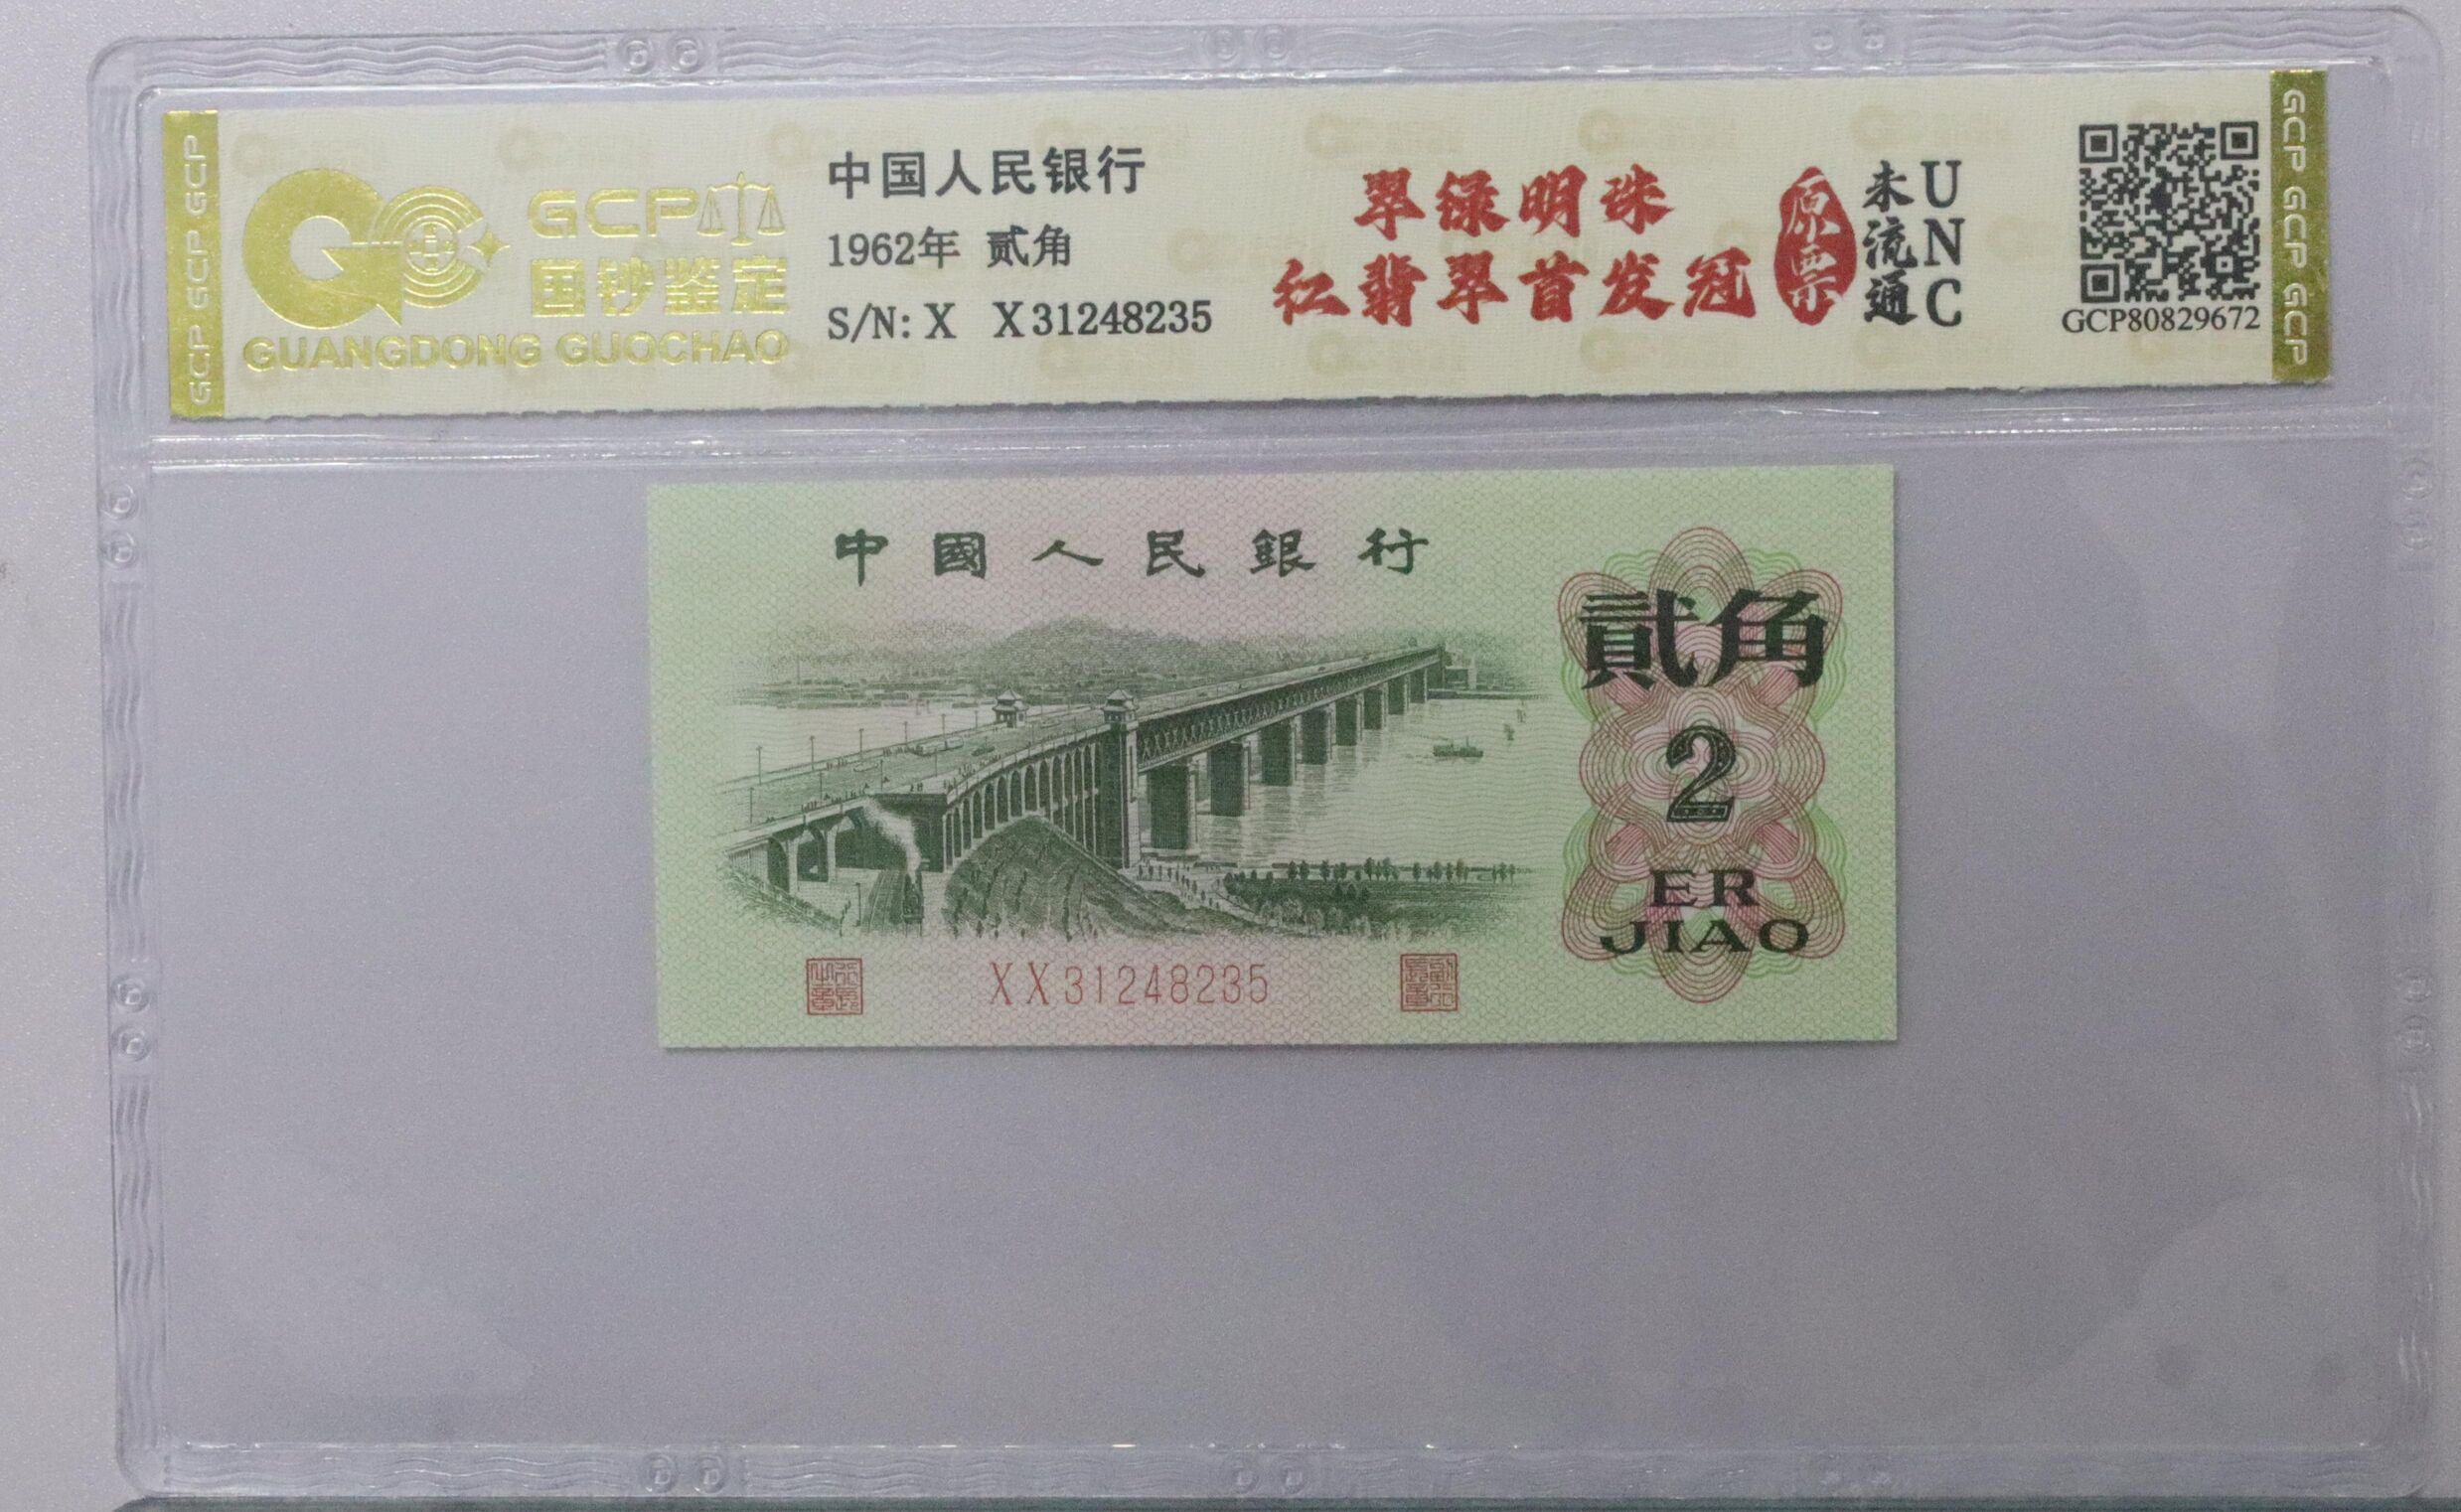 GCP GCP GCP
GCP
国钞鉴定
GUANGDONG GUOCHAO
中国人民银行
1962年 贰角
S/N: X X31248235
翠绿明珠
红翡翠首发冠
原票
未流通
UNC
GCP80829672
GCP GCP GCP
中國人民銀行
貳角
2
ER
JIAO
XX31248235